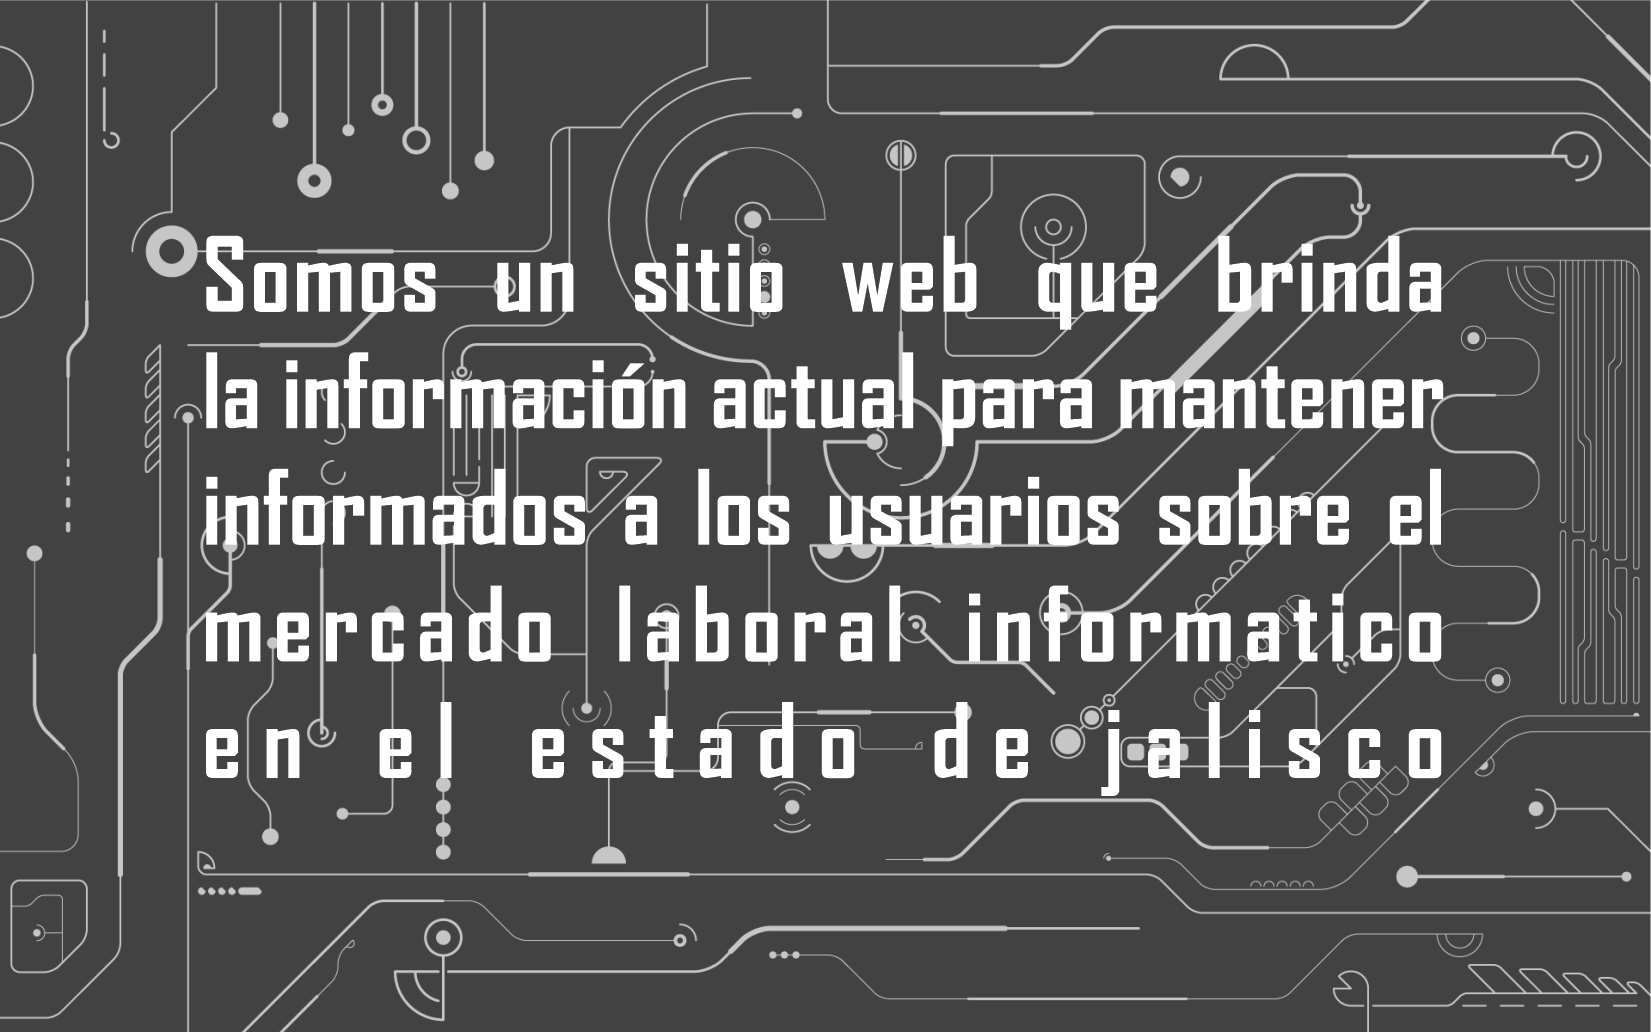 Somos un sitio web que brinda
la información actual para mantener
informados a los usuarios sobre el
mercado laboral informatico
en el estado de jalisco